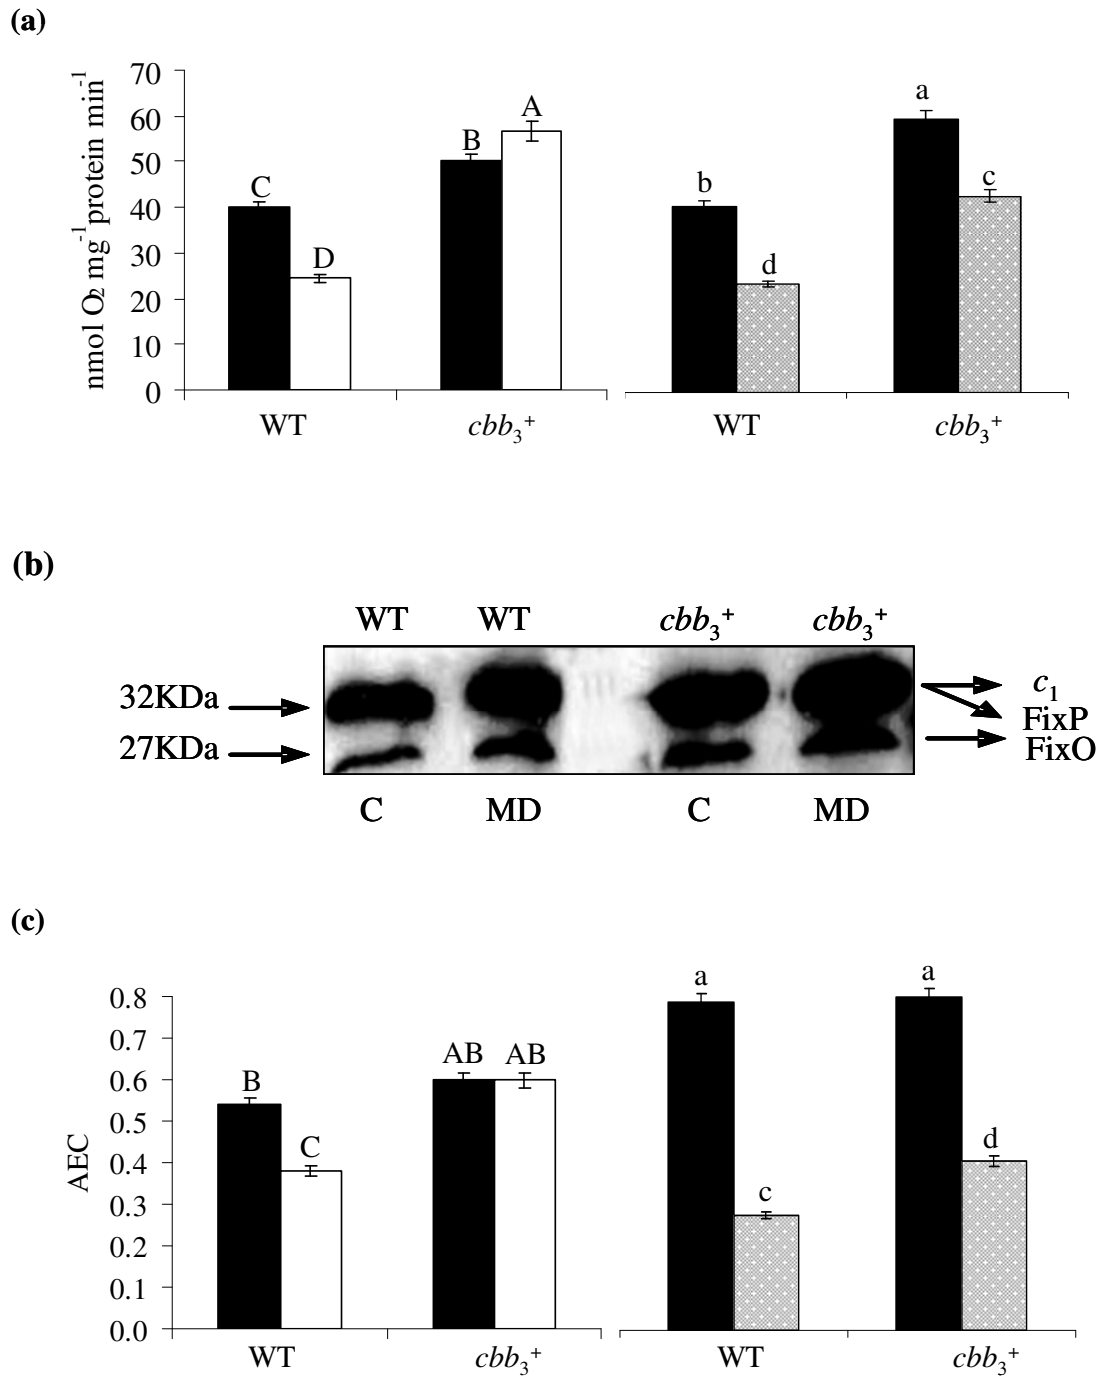 (a)
nmol O₂ mg⁻¹ protein min⁻¹
70
60
50
40
30
20
10
0
C
D
B
A
b
d
a
c
WT
cbb₃⁺
WT
cbb₃⁺
(b)
WT WT cbb₃⁺ cbb₃⁺
32KDa
27KDa
c₁
FixP
FixO
C MD C MD
(c)
AEC
0.8
0.7
0.6
0.5
0.4
0.3
0.2
0.1
0.0
B
C
AB
AB
a
c
a
d
WT
cbb₃⁺
WT
cbb₃⁺